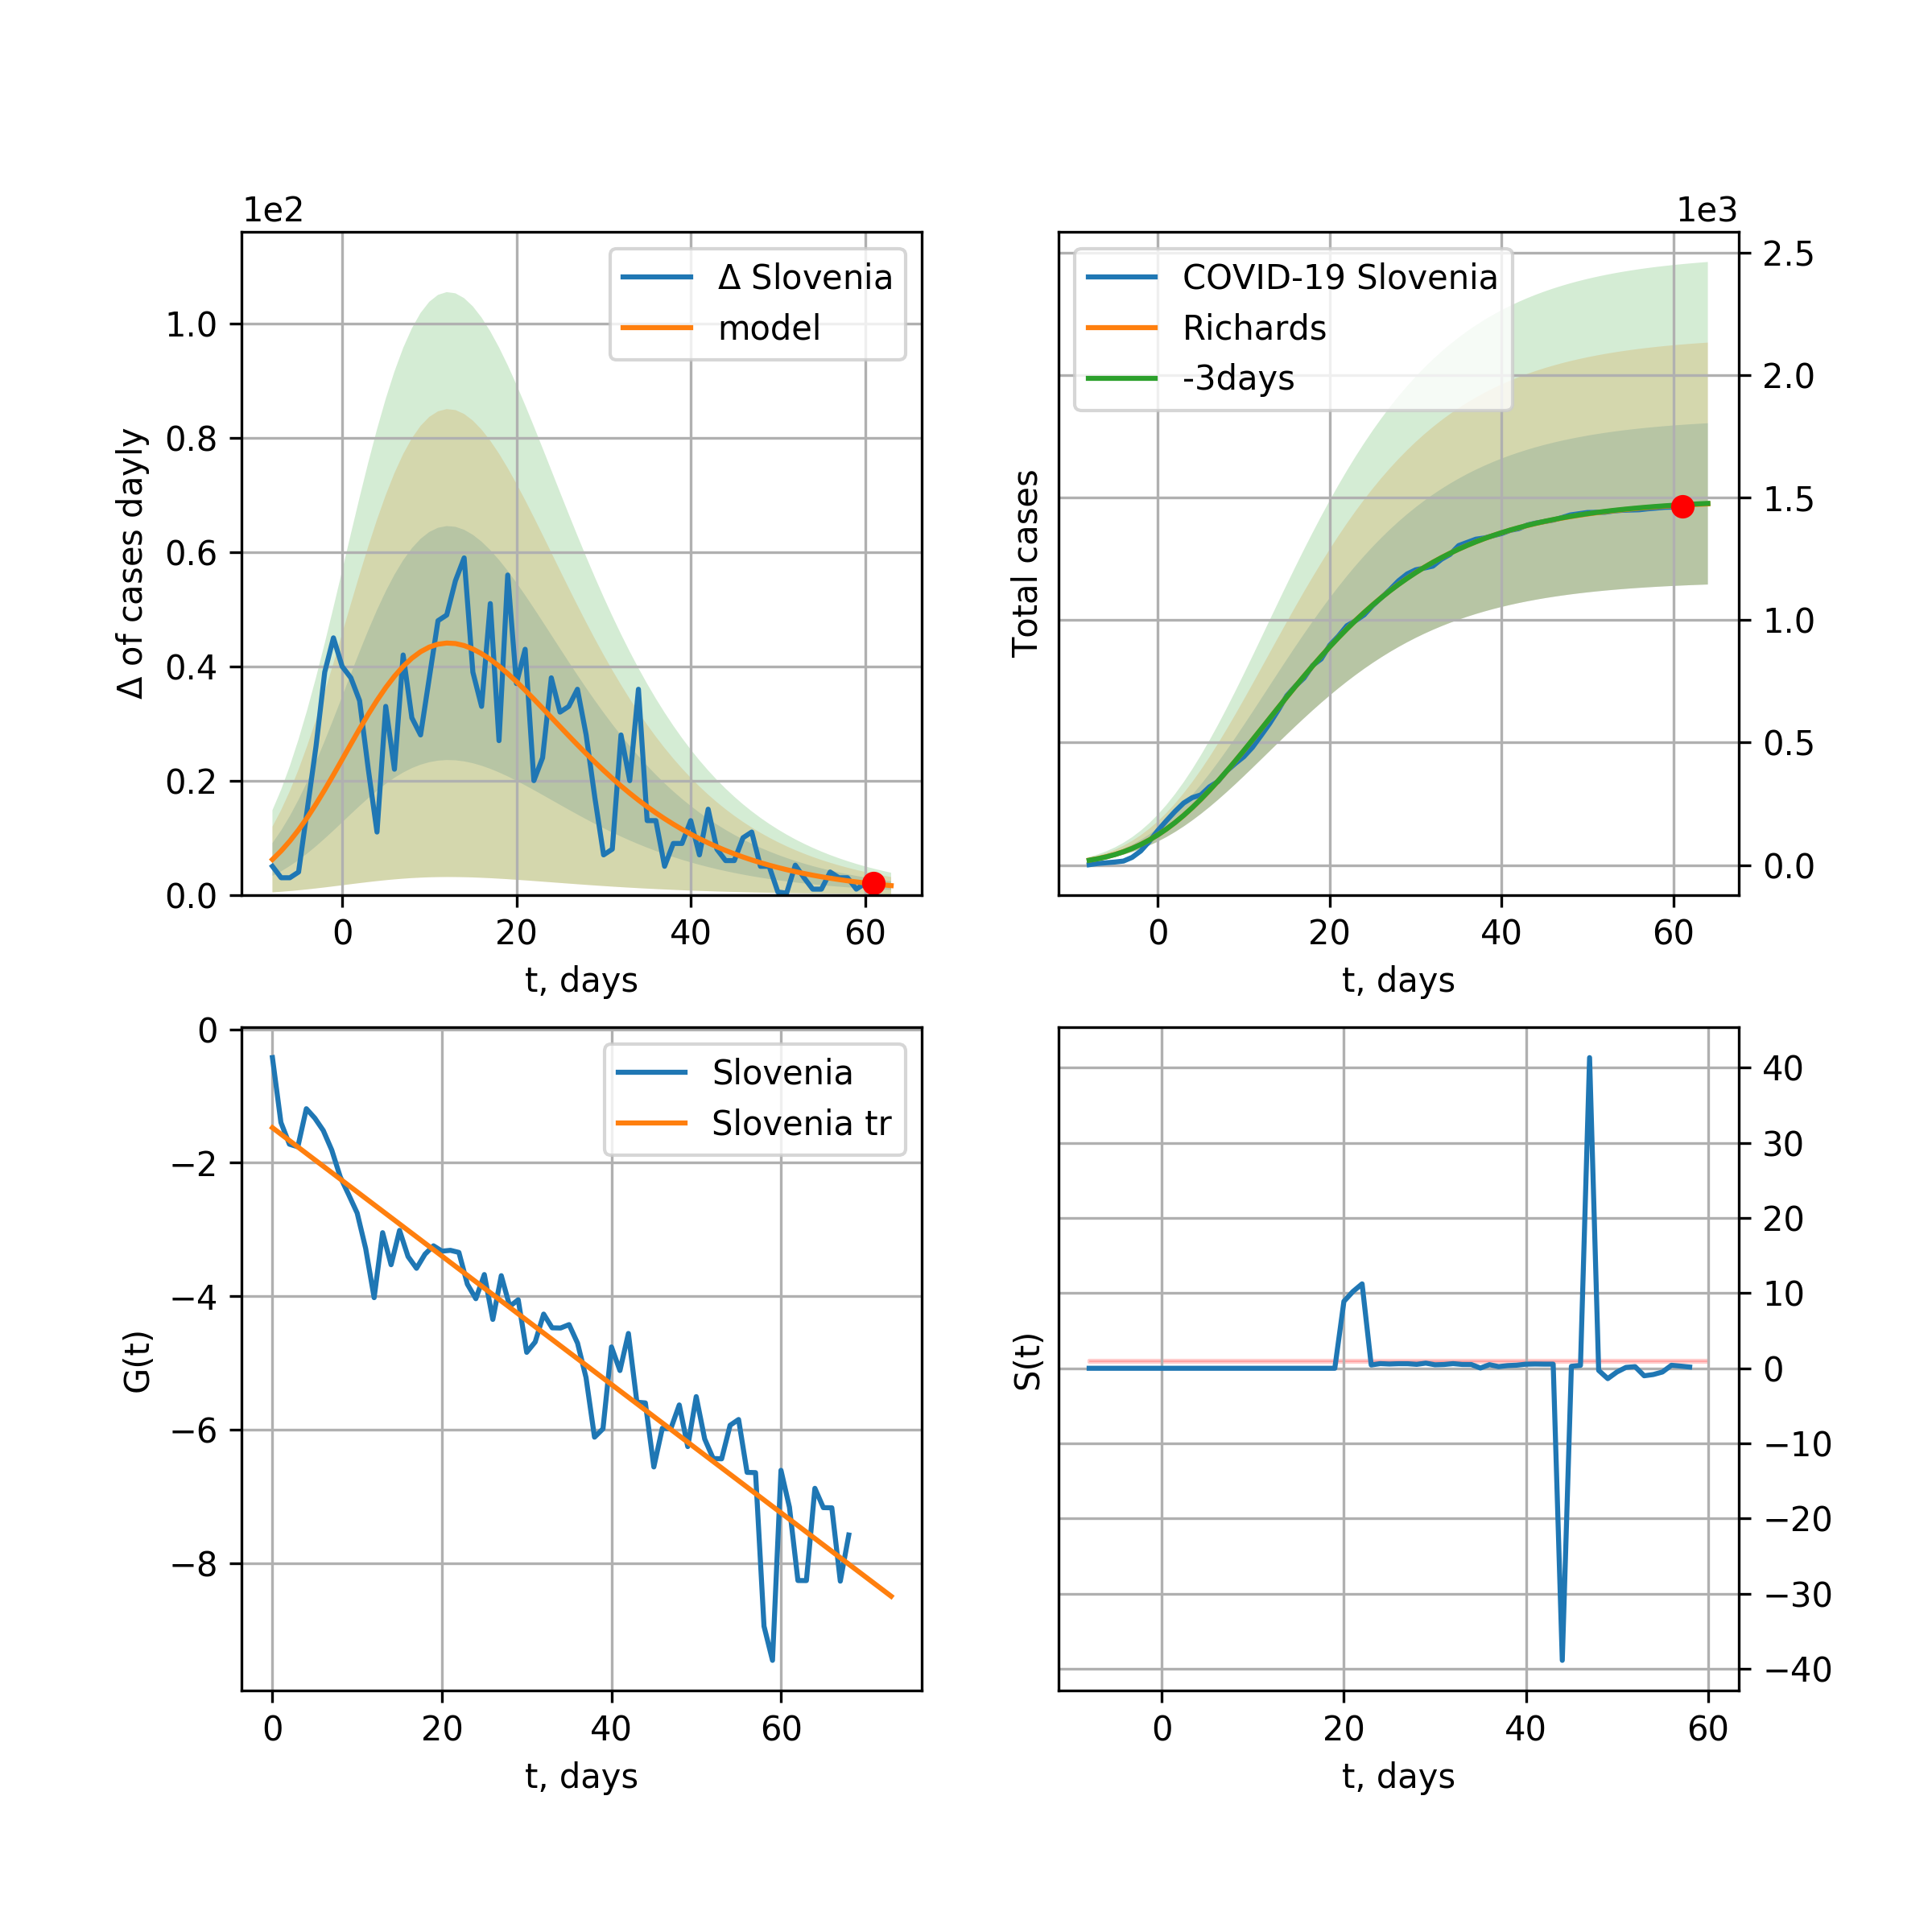 1e2
Δ Slovenia
model
1.0
0.8
0.6
0.4
0.2
0.0
Δ of cases dayly
0 20 40 60
t, days
1e3
COVID-19 Slovenia
Richards
-3days
2.5
2.0
1.5
1.0
0.5
0.0
Total cases
0 20 40 60
t, days
Slovenia
Slovenia tr
0
−2
−4
−6
−8
G(t)
0 20 40 60
t, days
40
30
20
10
0
−10
−20
−30
−40
S(t)
0 20 40 60
t, days